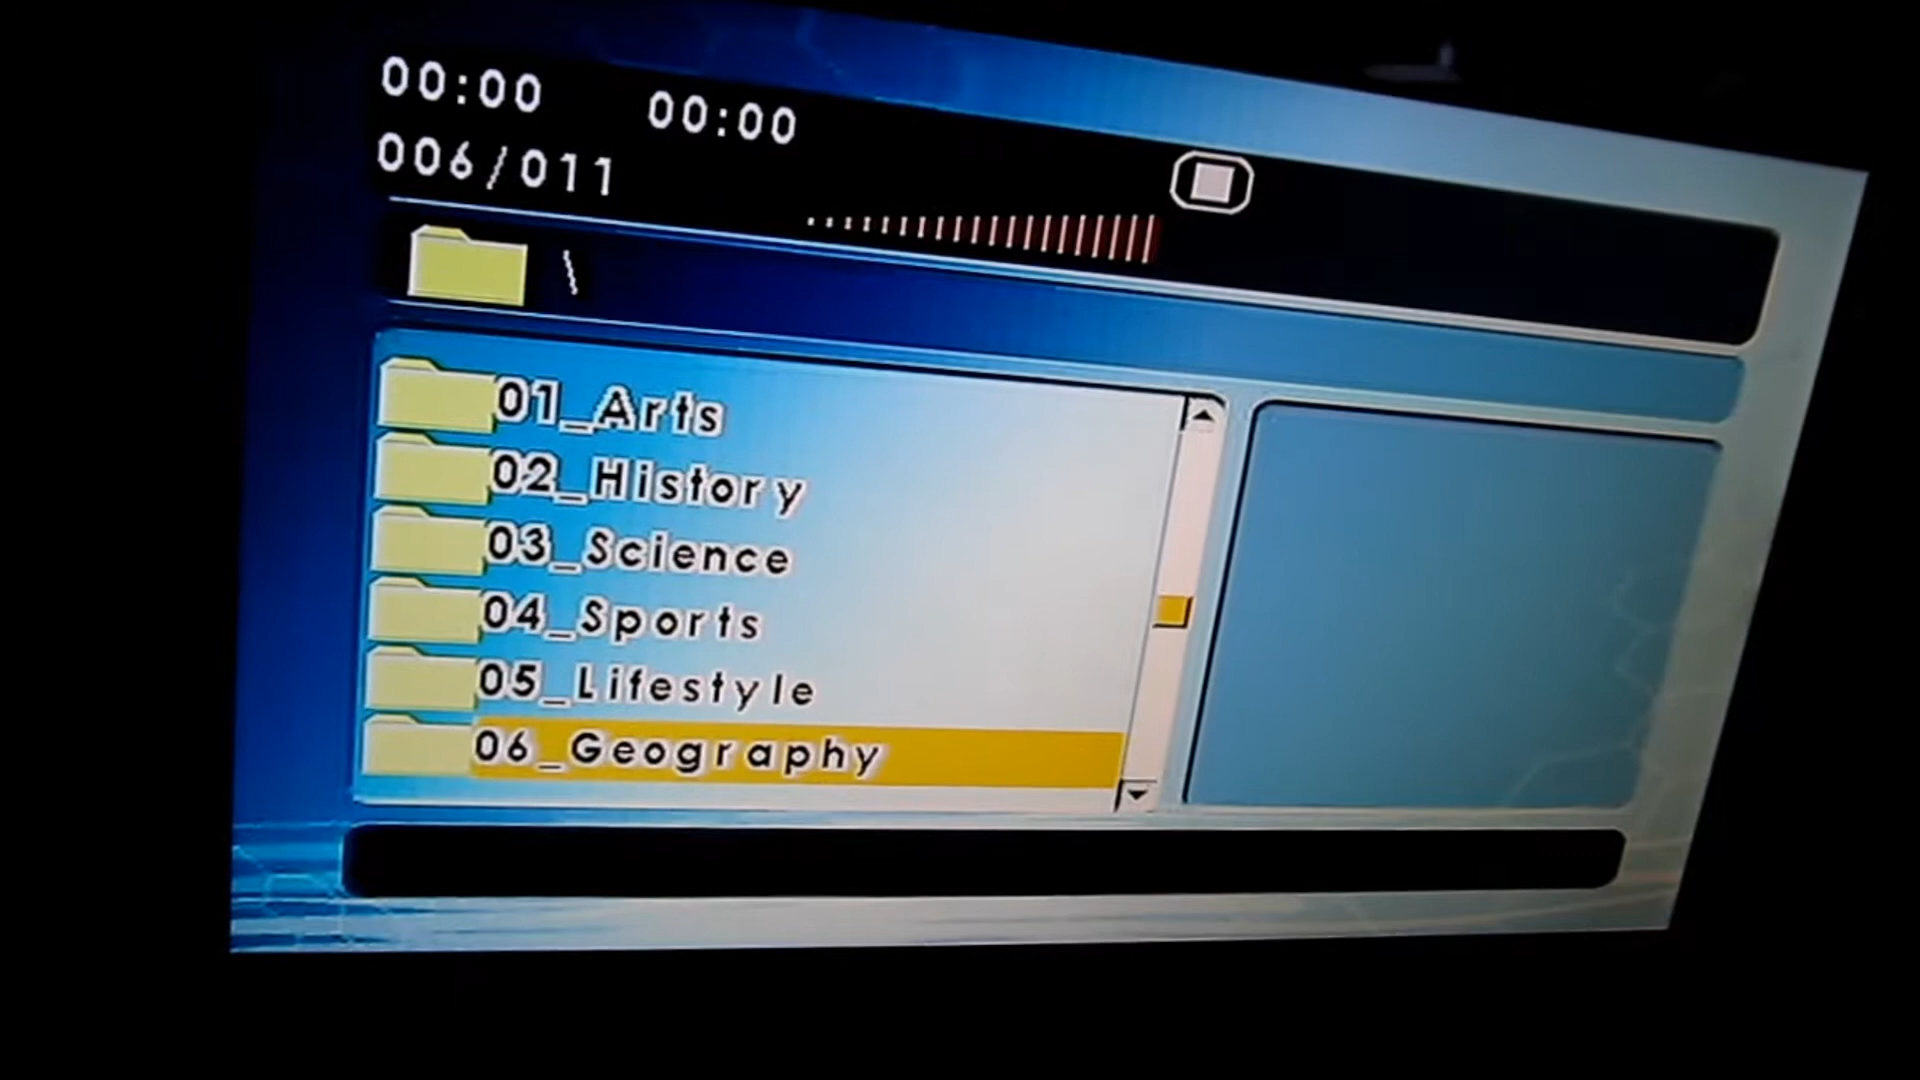 00:00 00:00
006/011
\
01_Arts
02_History
03_Science
04_Sports
05_Lifestyle
06_Geography